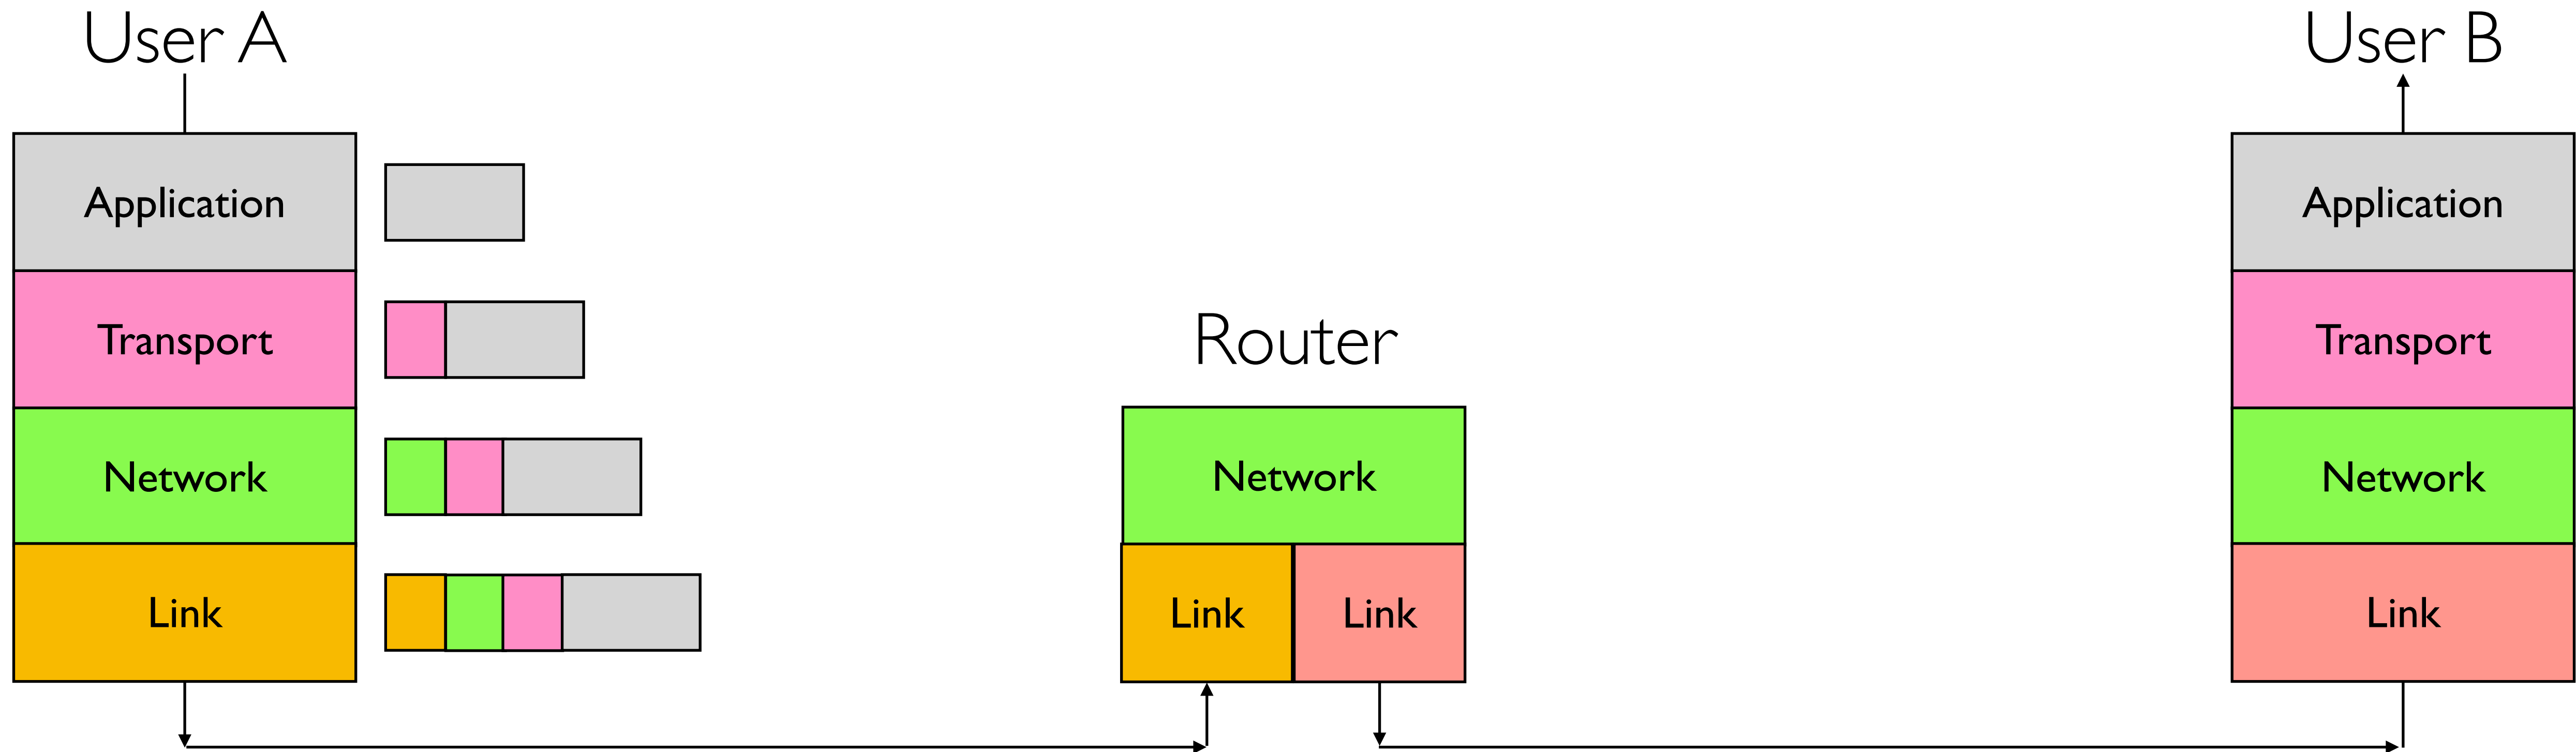 User A
Application
Transport
Network
Link
Router
Network
Link
Link
User B
Application
Transport
Network
Link